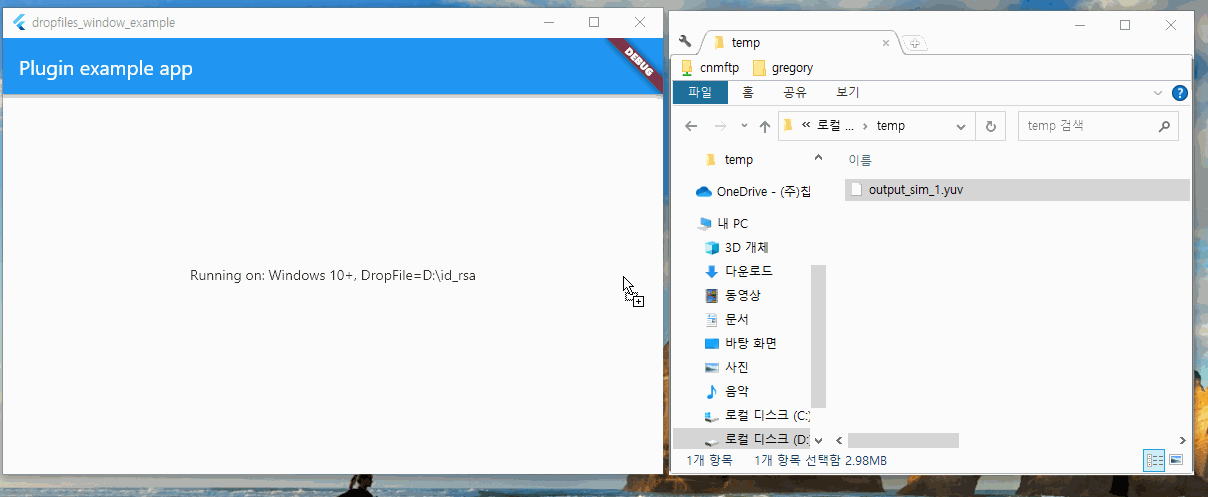 dropfiles_window_example
Plugin example app
DEBUG
Running on: Windows 10+, DropFile=D:\id_rsa
temp
cnmftp
gregory
파일
홈
공유
보기
?
« 로컬 ... › temp
temp 검색
temp
이름
OneDrive - (주)칩
output_sim_1.yuv
내 PC
3D 개체
다운로드
동영상
문서
바탕 화면
사진
음악
로컬 디스크 (C:)
로컬 디스크 (D:
1개 항목
1개 항목 선택함 2.98MB